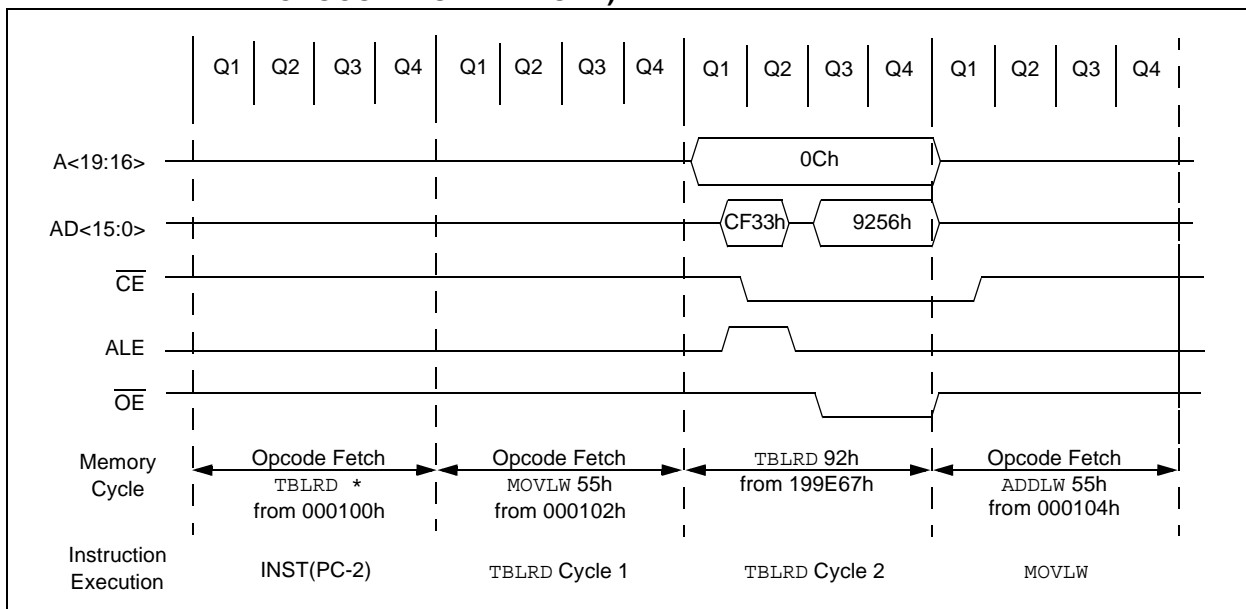 Q1 Q2 Q3 Q4 Q1 Q2 Q3 Q4 Q1 Q2 Q3 Q4 Q1 Q2 Q3 Q4
A<19:16> 0Ch
AD<15:0> CF33h 9256h
CE
ALE
OE
Memory Cycle
Opcode Fetch
TBLRD *
from 000100h
Opcode Fetch
MOVLW 55h
from 000102h
TBLRD 92h
from 199E67h
Opcode Fetch
ADDLW 55h
from 000104h
Instruction Execution
INST(PC-2) TBLRD Cycle 1 TBLRD Cycle 2 MOVLW